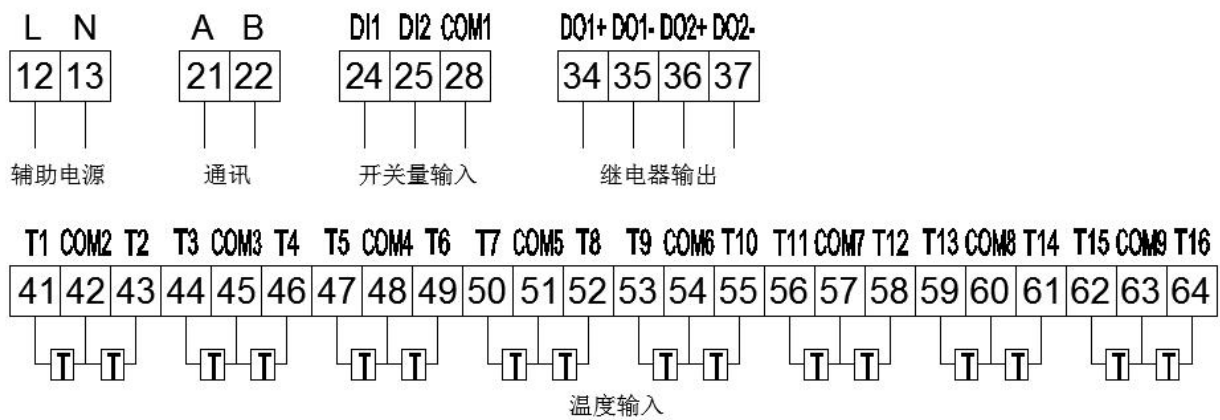 L N A B DI1 DI2 COM1 DO1+ DO1- DO2+ DO2-
12 13 21 22 24 25 28 34 35 36 37
辅助电源 通讯 开关量输入 继电器输出
T1 COM2 T2 T3 COM3 T4 T5 COM4 T6 T7 COM5 T8 T9 COM6 T10 T11 COM7 T12 T13 COM8 T14 T15 COM9 T16
41 42 43 44 45 46 47 48 49 50 51 52 53 54 55 56 57 58 59 60 61 62 63 64
T T T T T T T T T T T T T T T T
温度输入